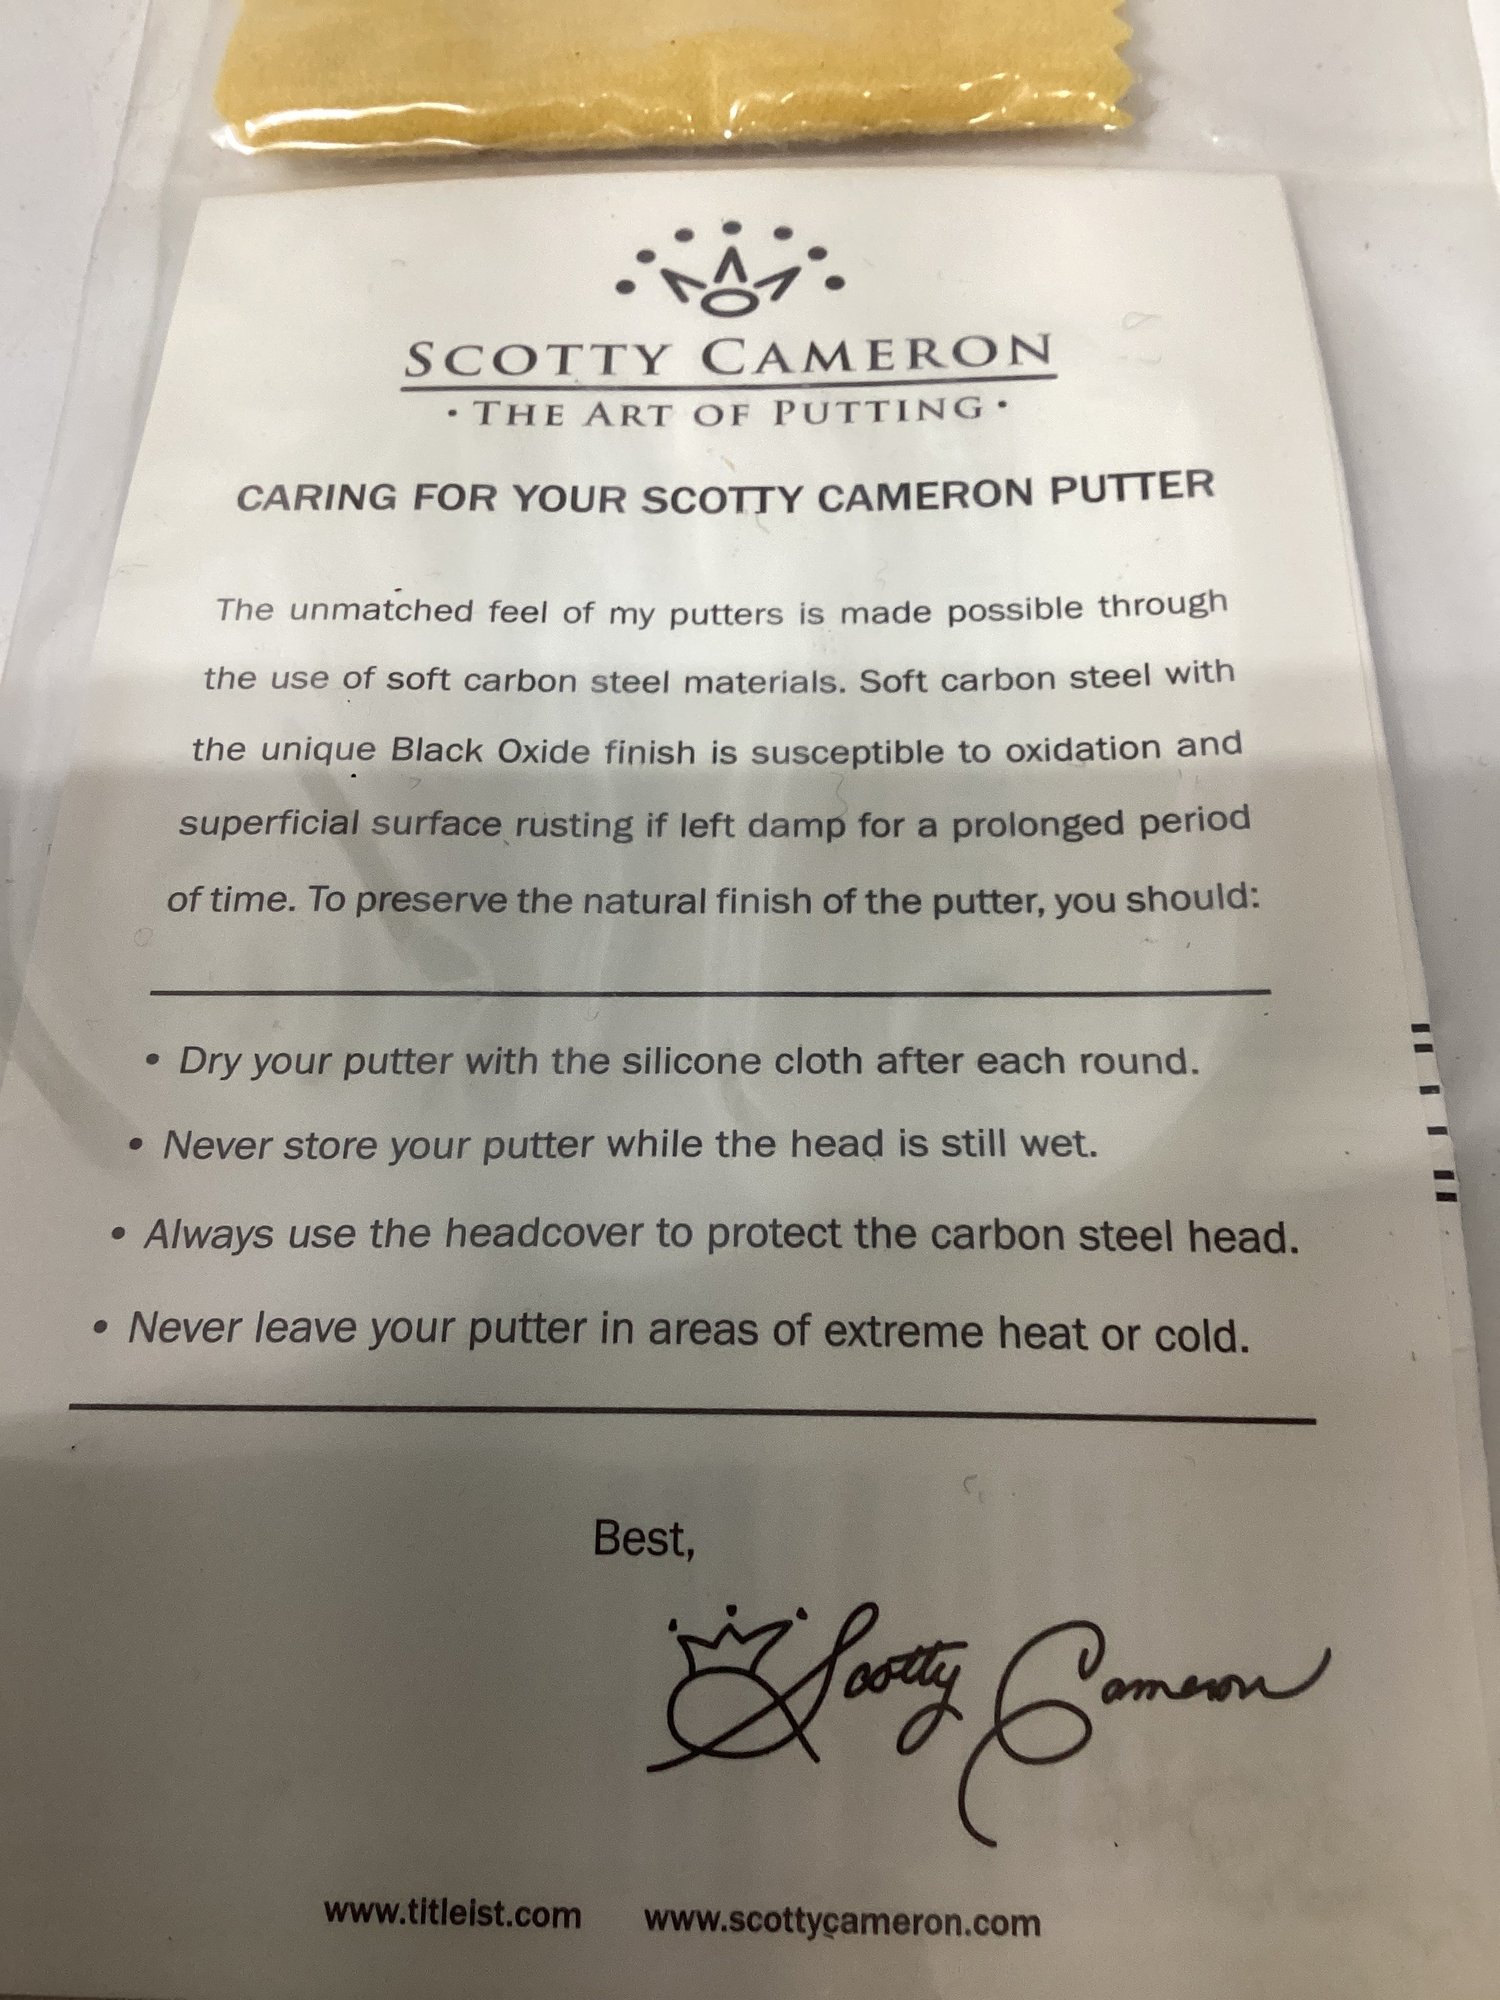 SCOTTY CAMERON
• THE ART OF PUTTING •
CARING FOR YOUR SCOTTY CAMERON PUTTER
The unmatched feel of my putters is made possible through
the use of soft carbon steel materials. Soft carbon steel with
the unique Black Oxide finish is susceptible to oxidation and
superficial surface rusting if left damp for a prolonged period
of time. To preserve the natural finish of the putter, you should:
• Dry your putter with the silicone cloth after each round.
• Never store your putter while the head is still wet.
• Always use the headcover to protect the carbon steel head.
• Never leave your putter in areas of extreme heat or cold.
Best,
Scotty Cameron
www.titleist.com www.scottycameron.com